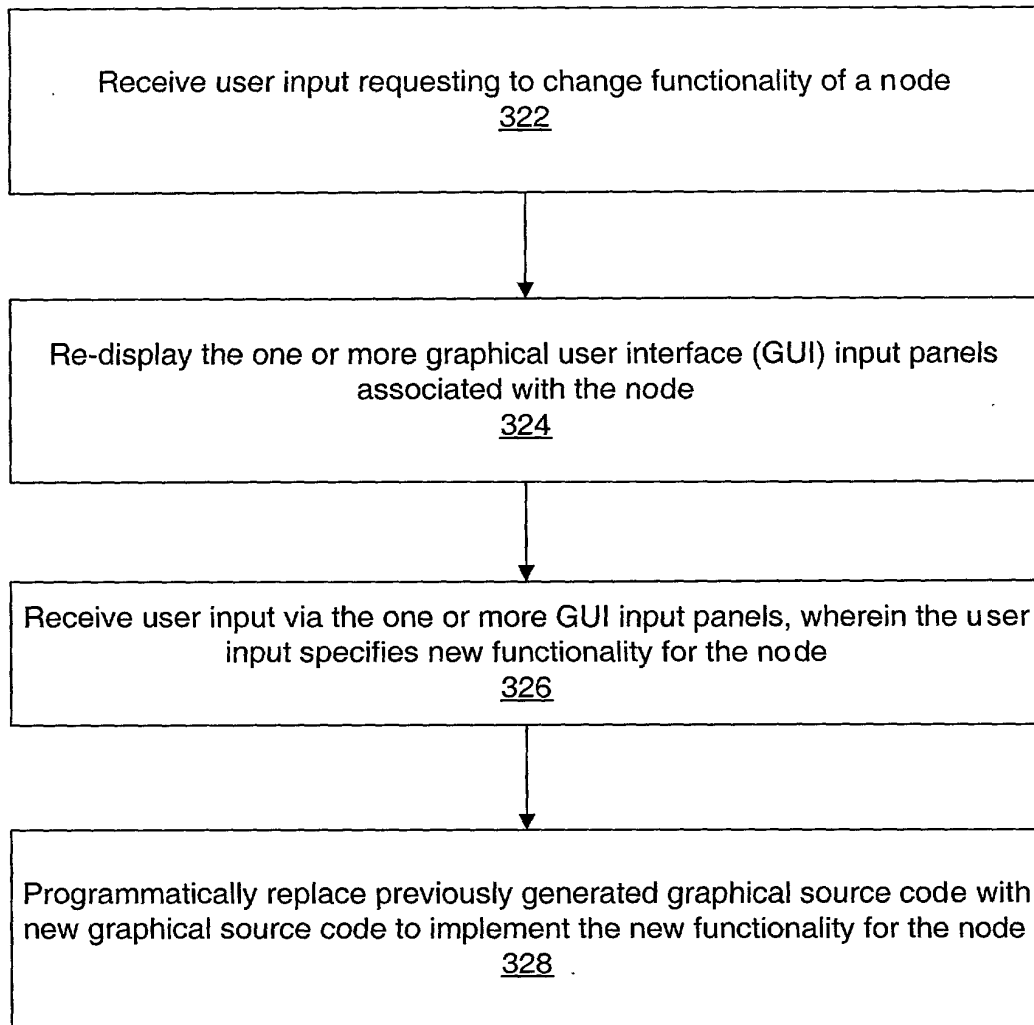 Receive user input requesting to change functionality of a node
322
Re-display the one or more graphical user interface (GUI) input panels
associated with the node
324
Receive user input via the one or more GUI input panels, wherein the user
input specifies new functionality for the node
326
Programmatically replace previously generated graphical source code with
new graphical source code to implement the new functionality for the node
328